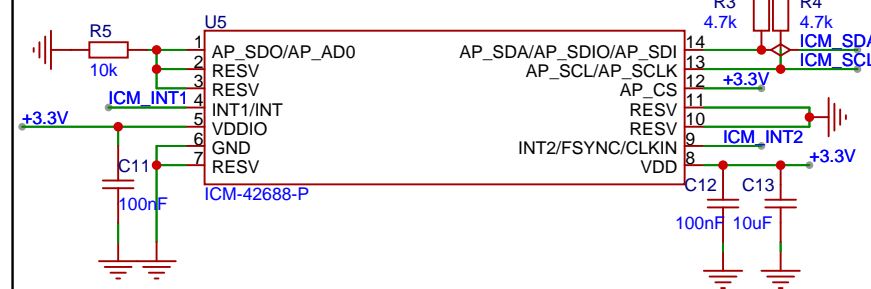 R3
R4
4.7k
4.7k
U5
R5
10k
1
AP_SDO/AP_AD0
AP_SDA/AP_SDIO/AP_SDI
14
ICM_SDA
2
RESV
AP_SCL/AP_SCLK
13
ICM_SCL
3
RESV
AP_CS
12
+3.3V
ICM_INT1
4
INT1/INT
RESV
11
+3.3V
5
VDDIO
RESV
10
6
GND
INT2/FSYNC/CLKIN
9
ICM_INT2
7
RESV
VDD
8
+3.3V
C11
100nF
ICM-42688-P
C12
100nF
C13
10uF